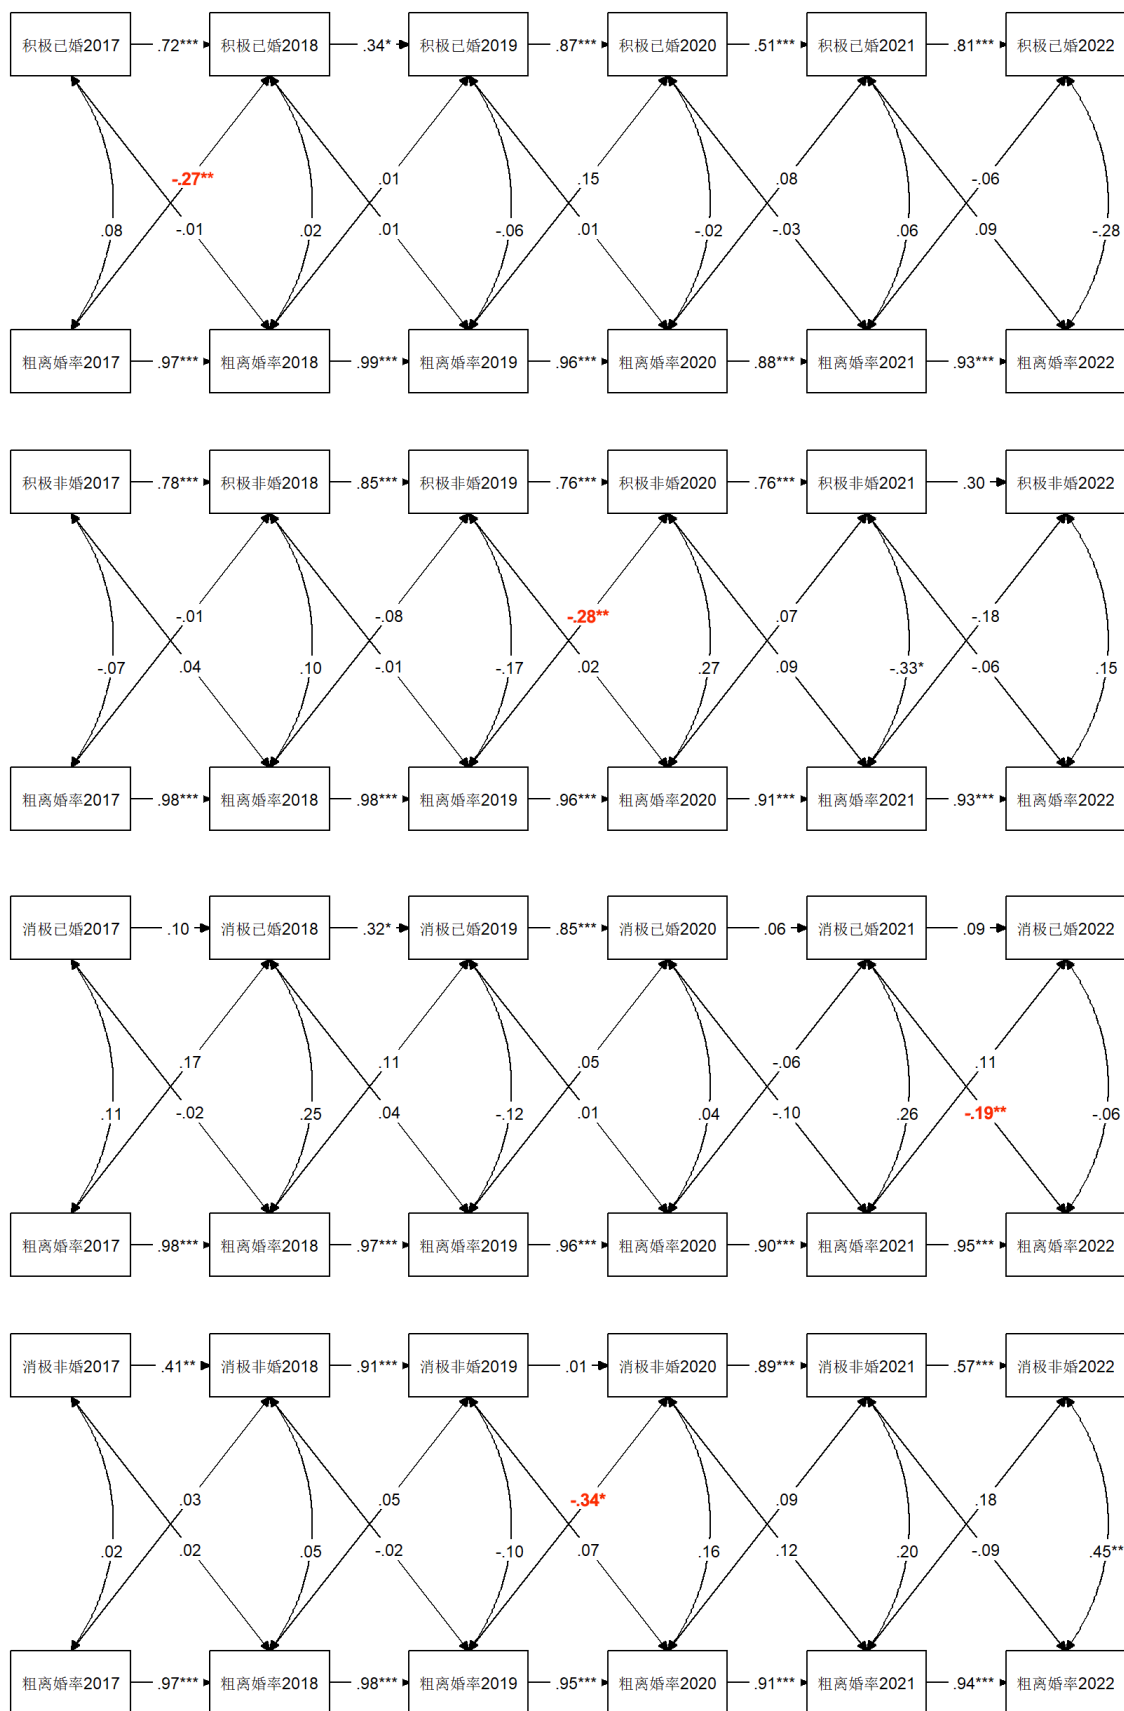 积极已婚2017 .72*** 积极已婚2018 .34* 积极已婚2019 .87*** 积极已婚2020 .51*** 积极已婚2021 .81*** 积极已婚2022
-.27** .01 .15 .08 -.06
.08 -.01 .02 .01 -.06 .01 -.02 -.03 .06 .09 -.28
粗离婚率2017 .97*** 粗离婚率2018 .99*** 粗离婚率2019 .96*** 粗离婚率2020 .88*** 粗离婚率2021 .93*** 粗离婚率2022
积极非婚2017 .78*** 积极非婚2018 .85*** 积极非婚2019 .76*** 积极非婚2020 .76*** 积极非婚2021 .30 积极非婚2022
-.01 -.08 -.28** .07 -.18
-.07 .04 .10 -.01 -.17 .02 .27 .09 -.33* -.06 .15
粗离婚率2017 .98*** 粗离婚率2018 .98*** 粗离婚率2019 .96*** 粗离婚率2020 .91*** 粗离婚率2021 .93*** 粗离婚率2022
消极已婚2017 .10 消极已婚2018 .32* 消极已婚2019 .85*** 消极已婚2020 .06 消极已婚2021 .09 消极已婚2022
.17 .11 .05 -.06 .11
.11 -.02 .25 .04 -.12 .01 .04 -.10 .26 -.19** -.06
粗离婚率2017 .98*** 粗离婚率2018 .97*** 粗离婚率2019 .96*** 粗离婚率2020 .90*** 粗离婚率2021 .95*** 粗离婚率2022
消极非婚2017 .41** 消极非婚2018 .91*** 消极非婚2019 .01 消极非婚2020 .89*** 消极非婚2021 .57*** 消极非婚2022
.03 .05 -.34* .09 .18
.02 .02 .05 -.02 -.10 .07 .16 .12 .20 -.09 .45**
粗离婚率2017 .97*** 粗离婚率2018 .98*** 粗离婚率2019 .95*** 粗离婚率2020 .91*** 粗离婚率2021 .94*** 粗离婚率2022